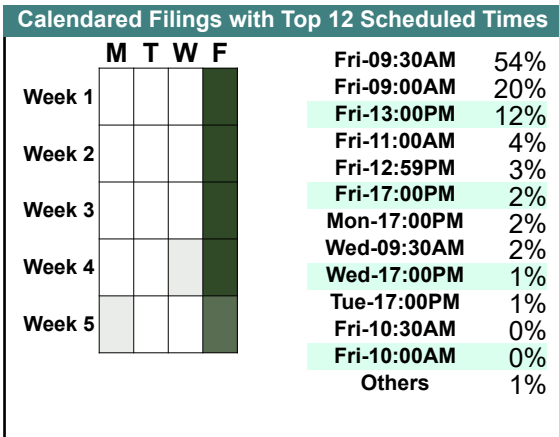 Calendared Filings with Top 12 Scheduled Times
M T W F
Week 1
Week 2
Week 3
Week 4
Week 5
Fri-09:30AM 54%
Fri-09:00AM 20%
Fri-13:00PM 12%
Fri-11:00AM 4%
Fri-12:59PM 3%
Fri-17:00PM 2%
Mon-17:00PM 2%
Wed-09:30AM 2%
Wed-17:00PM 1%
Tue-17:00PM 1%
Fri-10:30AM 0%
Fri-10:00AM 0%
Others 1%